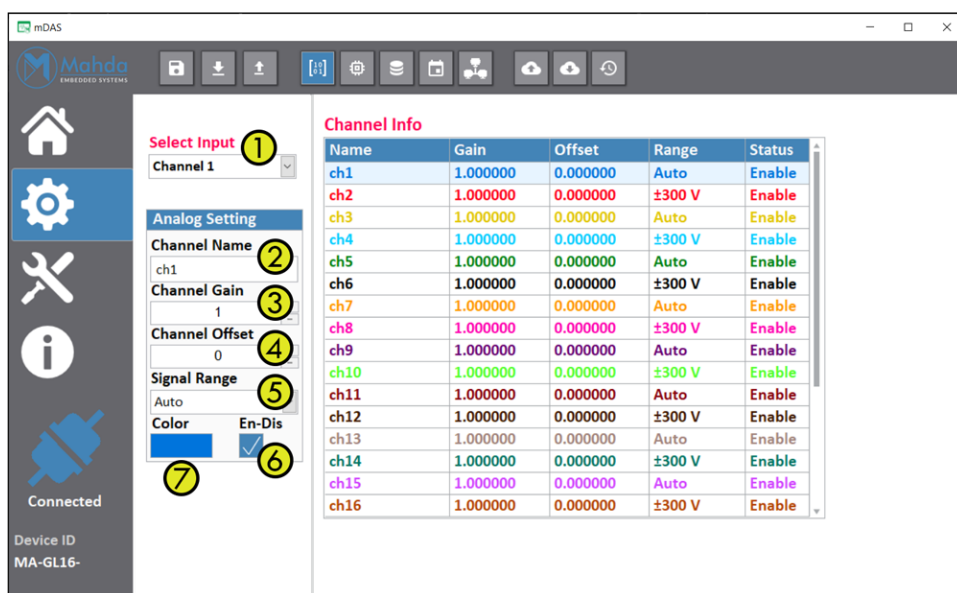 mDAS
Mahda
EMBEDDED SYSTEMS
Select Input 1
Channel 1
Analog Setting
Channel Name 2
ch1
Channel Gain 3
1
Channel Offset 4
0
Signal Range 5
Auto
Color En-Dis
6
7
Connected
Device ID
MA-GL16-
Channel Info
Name Gain Offset Range Status
ch1 1.000000 0.000000 Auto Enable
ch2 1.000000 0.000000 ±300 V Enable
ch3 1.000000 0.000000 Auto Enable
ch4 1.000000 0.000000 ±300 V Enable
ch5 1.000000 0.000000 Auto Enable
ch6 1.000000 0.000000 ±300 V Enable
ch7 1.000000 0.000000 Auto Enable
ch8 1.000000 0.000000 ±300 V Enable
ch9 1.000000 0.000000 Auto Enable
ch10 1.000000 0.000000 ±300 V Enable
ch11 1.000000 0.000000 Auto Enable
ch12 1.000000 0.000000 ±300 V Enable
ch13 1.000000 0.000000 Auto Enable
ch14 1.000000 0.000000 ±300 V Enable
ch15 1.000000 0.000000 Auto Enable
ch16 1.000000 0.000000 ±300 V Enable